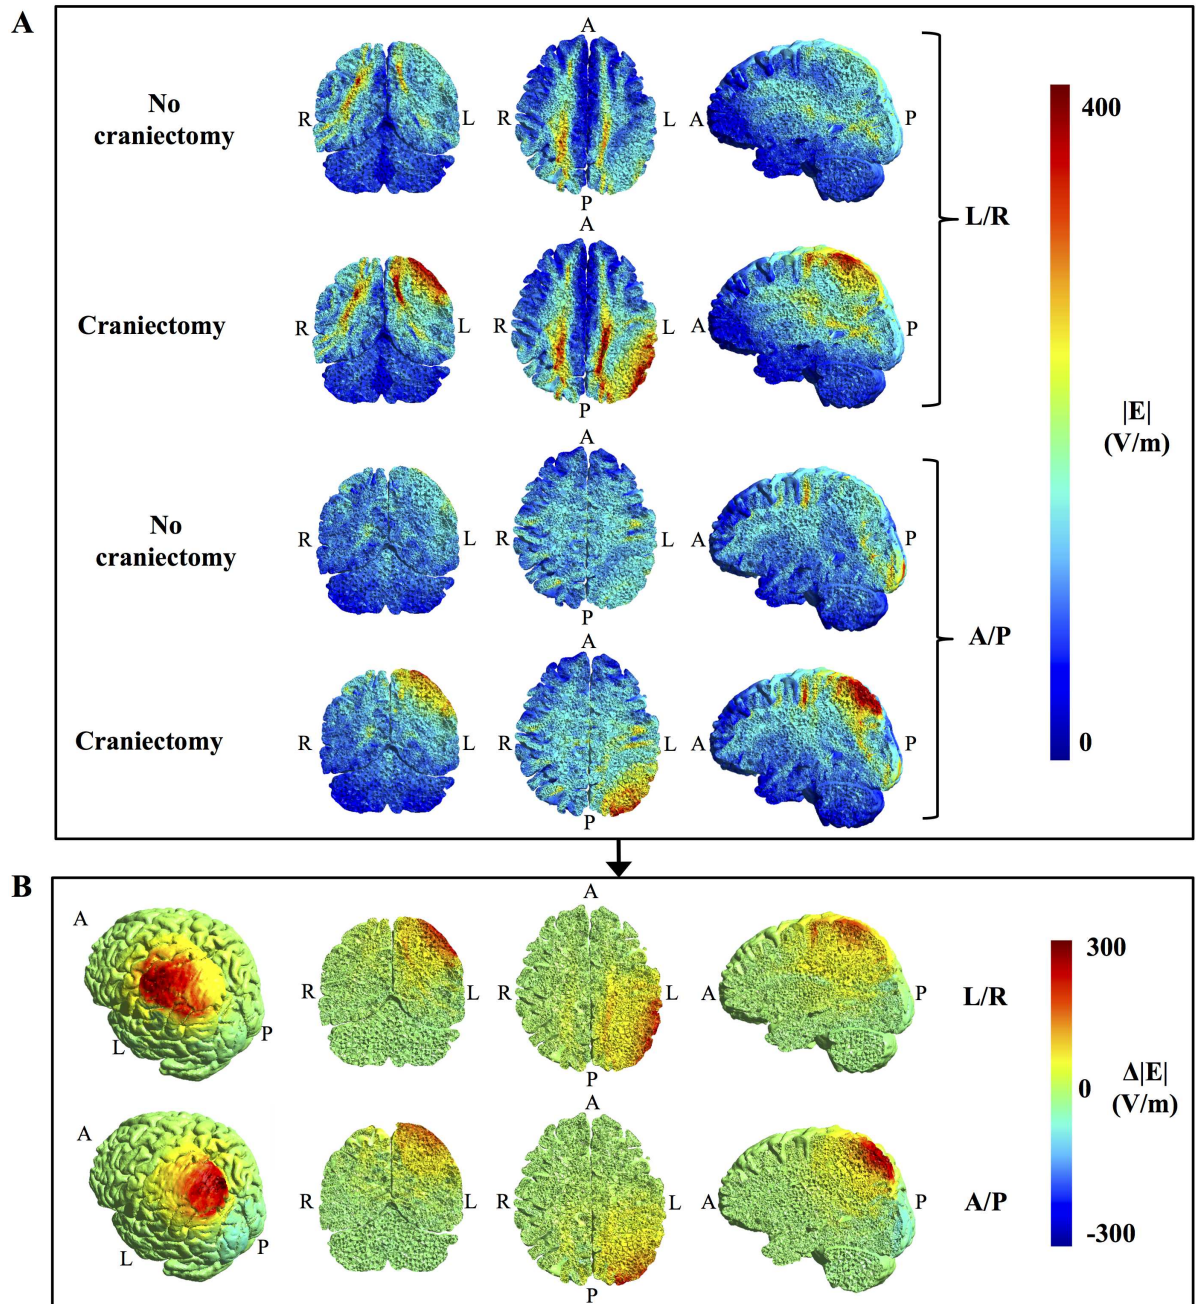 A
A
No
craniectomy
R
L
R
L
A
P
400
P
L/R
A
Craniectomy
R
L
R
L
A
P
P
|E|
(V/m)
A
No
craniectomy
R
L
R
L
A
P
P
A/P
A
Craniectomy
R
L
R
L
A
P
0
P
B
A
A
300
R
L
R
L
A
P
L/R
L
P
P
0
Δ|E|
(V/m)
A
A
R
L
R
L
A
P
A/P
L
P
-300
P